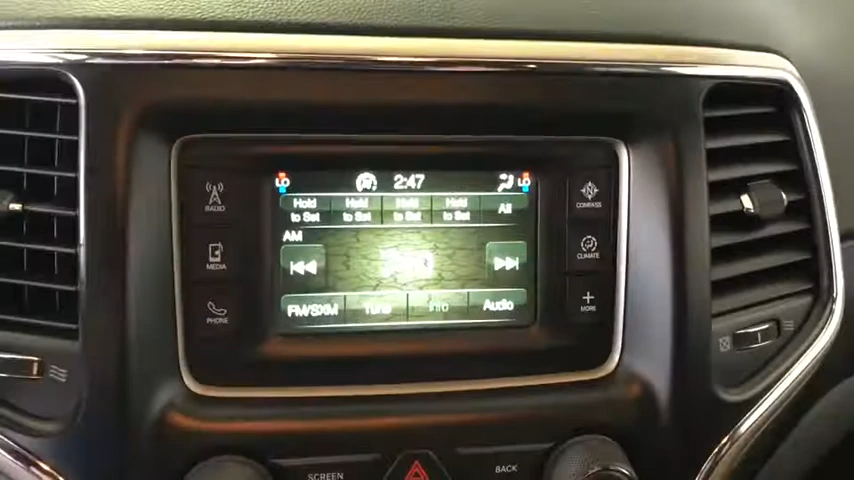 LO 2:47 LO
Hold to Set Hold to Set Hold to Set Hold to Set All
AM
FM/SXM Tune Info Audio
RADIO
MEDIA
PHONE
COMPASS
CLIMATE
MORE
SCREEN
BACK